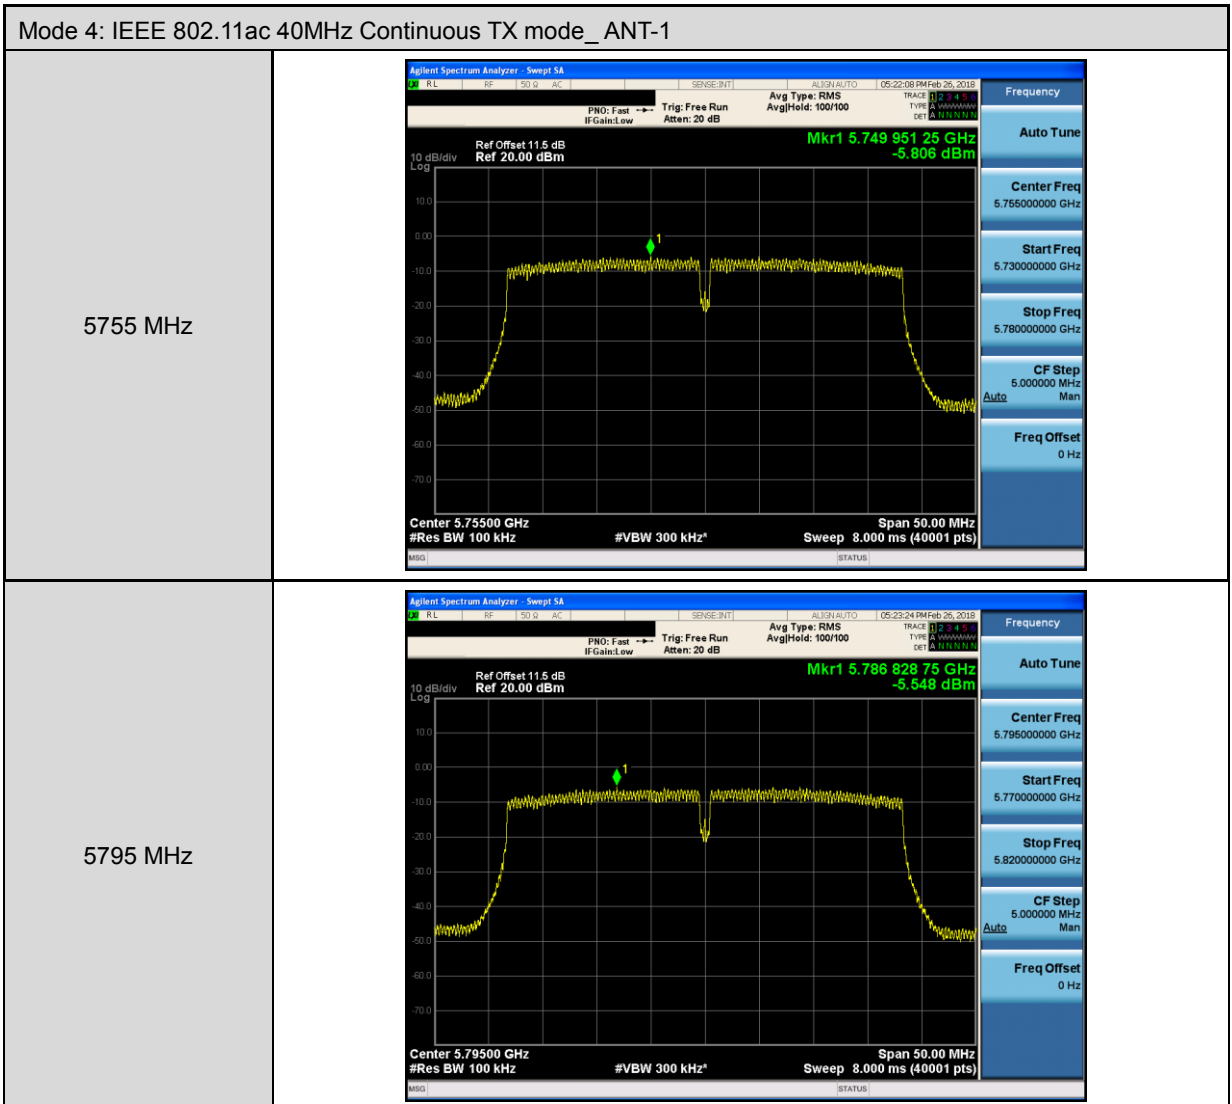 Mode 4: IEEE 802.11ac 40MHz Continuous TX mode_ ANT-1
5755 MHz
Agilent Spectrum Analyzer - Swept SA
RL RF 50 Ω AC SENSE:INT ALIGN AUTO 05:22:08 PM Feb 26, 2018
PNO: Fast Trig: Free Run Avg Type: RMS TRACE 1 2 3 4 5 6
IFGain:Low Atten: 20 dB Avg|Hold: 100/100 TYPE A WWWWW
DET A N N N N N
Mkr1 5.749 951 25 GHz
-5.806 dBm
Ref Offset 11.5 dB
10 dB/div Ref 20.00 dBm
Log
10.0
0.00
-10.0
-20.0
-30.0
-40.0
-50.0
-60.0
-70.0
1
Center 5.75500 GHz Span 50.00 MHz
#Res BW 100 kHz #VBW 300 kHz* Sweep 8.000 ms (40001 pts)
MSG STATUS
Frequency
Auto Tune
Center Freq
5.755000000 GHz
Start Freq
5.730000000 GHz
Stop Freq
5.780000000 GHz
CF Step
5.000000 MHz
Auto Man
Freq Offset
0 Hz
5795 MHz
Agilent Spectrum Analyzer - Swept SA
RL RF 50 Ω AC SENSE:INT ALIGN AUTO 05:23:24 PM Feb 26, 2018
PNO: Fast Trig: Free Run Avg Type: RMS TRACE 1 2 3 4 5 6
IFGain:Low Atten: 20 dB Avg|Hold: 100/100 TYPE A WWWWW
DET A N N N N N
Mkr1 5.786 828 75 GHz
-5.548 dBm
Ref Offset 11.5 dB
10 dB/div Ref 20.00 dBm
Log
10.0
0.00
-10.0
-20.0
-30.0
-40.0
-50.0
-60.0
-70.0
1
Center 5.79500 GHz Span 50.00 MHz
#Res BW 100 kHz #VBW 300 kHz* Sweep 8.000 ms (40001 pts)
MSG STATUS
Frequency
Auto Tune
Center Freq
5.795000000 GHz
Start Freq
5.770000000 GHz
Stop Freq
5.820000000 GHz
CF Step
5.000000 MHz
Auto Man
Freq Offset
0 Hz